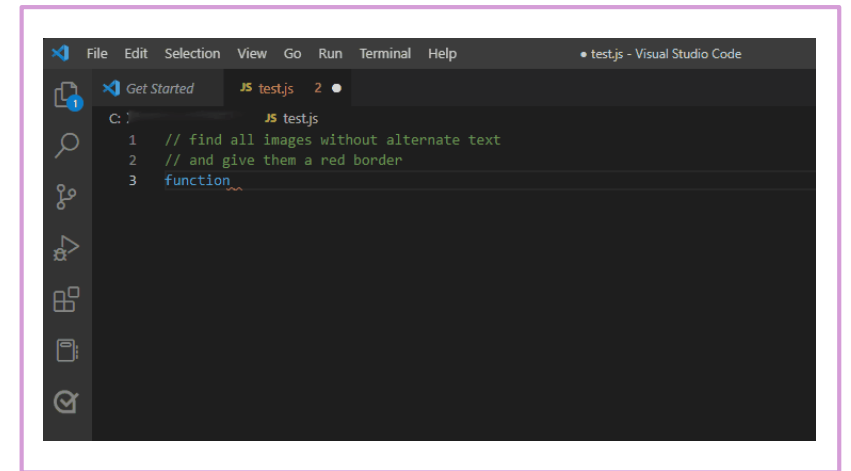 File Edit Selection View Go Run Terminal Help ● test.js - Visual Studio Code
Get Started JS test.js 2 ●
C: JS test.js
1 // find all images without alternate text
2 // and give them a red border
3 function
1